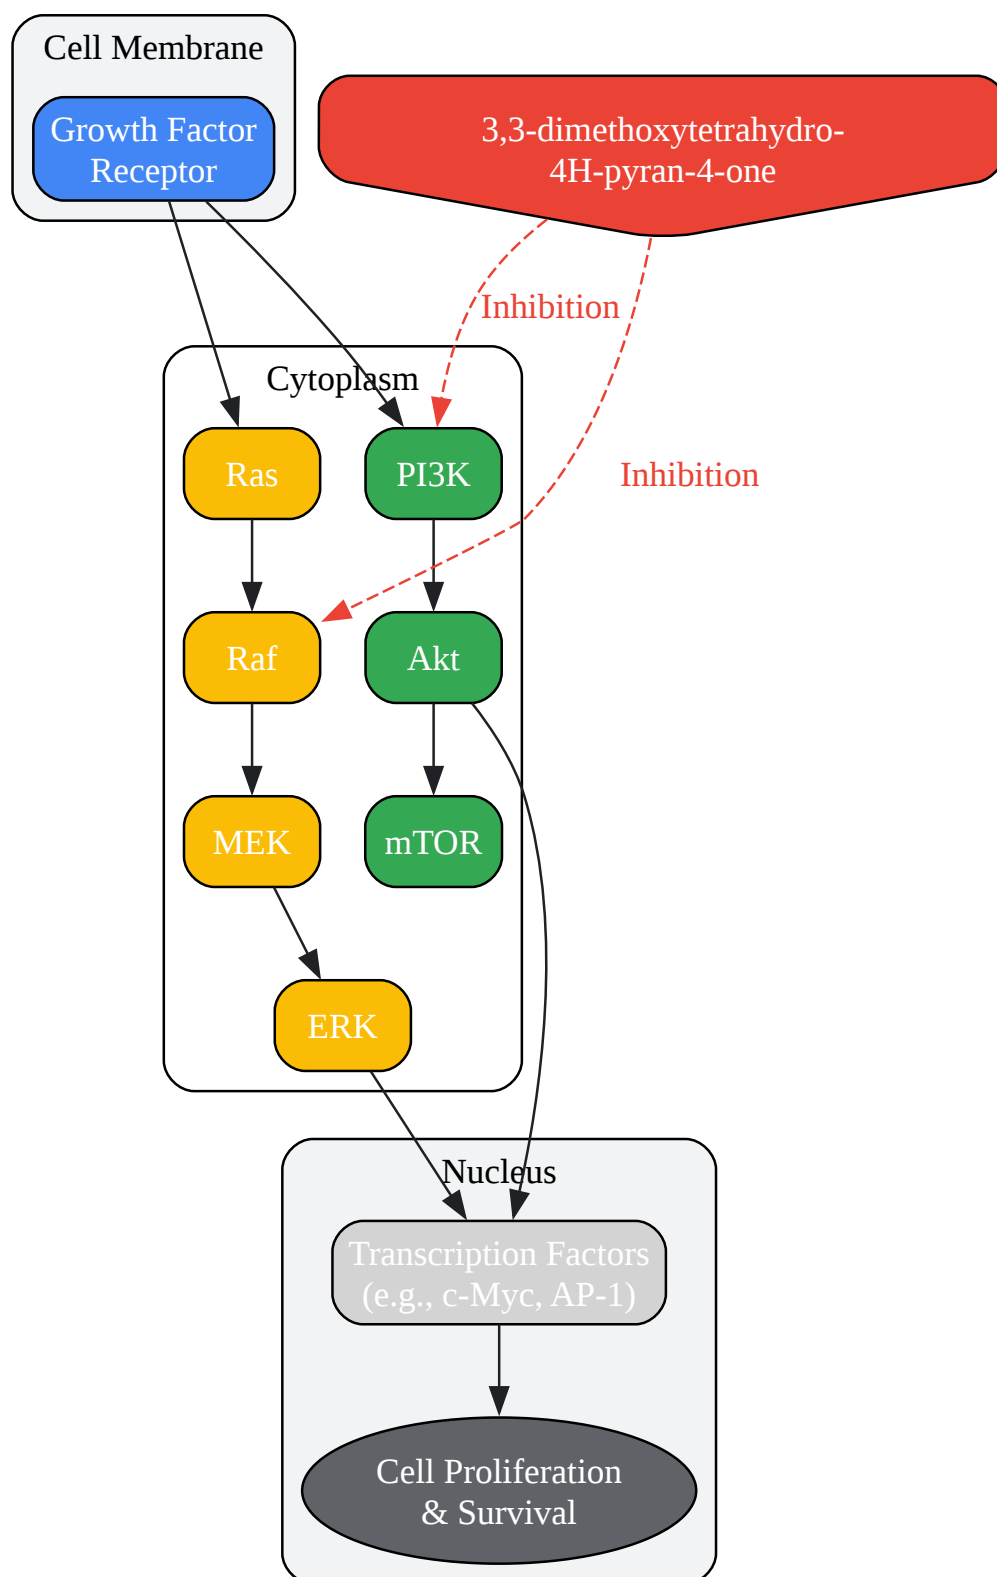 Cell Membrane
Growth Factor
Receptor
3,3-dimethoxytetrahydro-
4H-pyran-4-one
Inhibition
Cytoplasm
Ras
PI3K
Inhibition
Raf
Akt
MEK
mTOR
ERK
Nucleus
Transcription Factors
(e.g., c-Myc, AP-1)
Cell Proliferation
& Survival